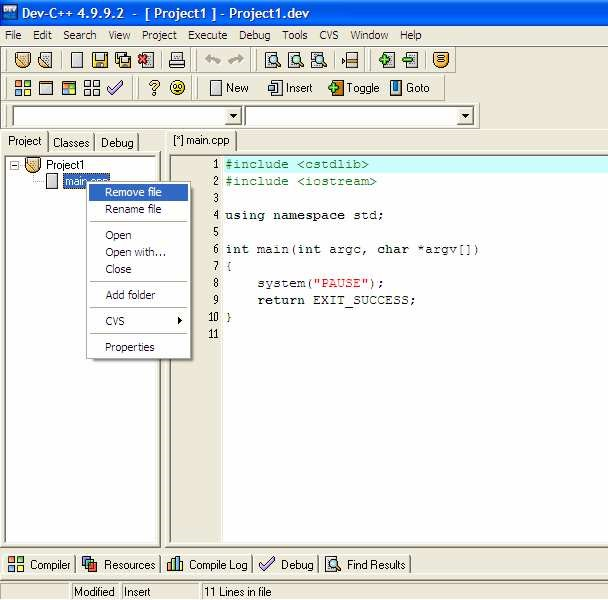 Dev-C++ 4.9.9.2 - [ Project1 ] - Project1.dev
File Edit Search View Project Execute Debug Tools CVS Window Help
New Insert Toggle Goto
Project Classes Debug
[*] main.cpp
Project1
main.cpp
Remove file
Rename file
Open
Open with...
Close
Add folder
CVS
Properties
1 #include <cstdlib>
2 #include <iostream>
3
4 using namespace std;
5
6 int main(int argc, char *argv[])
7 {
8 system("PAUSE");
9 return EXIT_SUCCESS;
10 }
11
Compiler Resources Compile Log Debug Find Results
Modified Insert 11 Lines in file